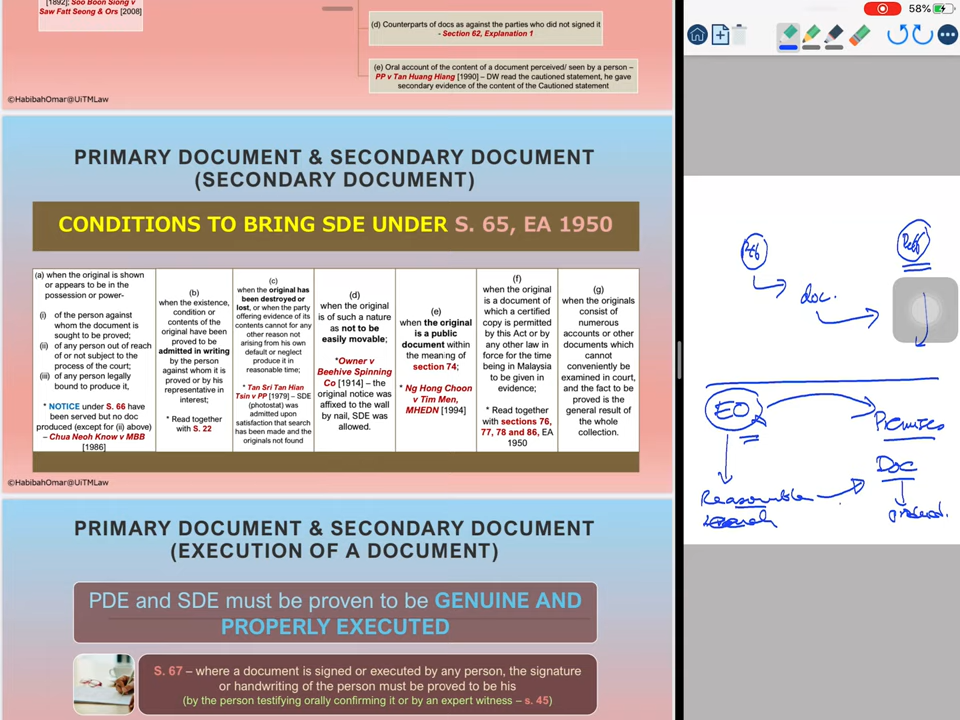 [1892]; Soo Boon Siong v
Saw Fatt Seong & Ors [2008]
(d) Counterparts of docs as against the parties who did not signed it
- Section 62, Explanation 1
(e) Oral account of the content of a document perceived/ seen by a person –
PP v Tan Huang Hiang [1990] – DW read the cautioned statement, he gave
secondary evidence of the content of the Cautioned statement
©HabibahOmar@UiTMLaw
PRIMARY DOCUMENT & SECONDARY DOCUMENT
(SECONDARY DOCUMENT)
CONDITIONS TO BRING SDE UNDER S. 65, EA 1950
(a) when the original is shown
or appears to be in the
possession or power-
(i) of the person against
whom the document is
sought to be proved;
(ii) of any person out of reach
of or not subject to the
process of the court;
(iii) of any person legally
bound to produce it,
* NOTICE under S. 66 have
been served but no doc
produced (except for (ii) above)
– Chua Neoh Know v MBB
[1986]
(b)
when the existence,
condition or
contents of the
original have been
proved to be
admitted in writing
by the person
against whom it is
proved or by his
representative in
interest;
* Read together
with S. 22
(c)
when the original has
been destroyed or
lost, or when the party
offering evidence of its
contents cannot for any
other reason not
arising from his own
default or neglect
produce it in
reasonable time;
* Tan Sri Tan Hian
Tsin v PP [1979] – SDE
(photostat) was
admitted upon
satisfaction that search
has been made and the
originals not found
(d)
when the original
is of such a nature
as not to be
easily movable;
*Owner v
Beehive Spinning
Co [1914] – the
original notice was
affixed to the wall
by nail, SDE was
allowed.
(e)
when the original
is a public
document within
the meaning of
section 74;
* Ng Hong Choon
v Tim Men,
MHEDN [1994]
(f)
when the original
is a document of
which a certified
copy is permitted
by this Act or by
any other law in
force for the time
being in Malaysia
to be given in
evidence;
* Read together
with sections 76,
77, 78 and 86, EA
1950
(g)
when the originals
consist of
numerous
accounts or other
documents which
cannot
conveniently be
examined in court,
and the fact to be
proved is the
general result of
the whole
collection.
©HabibahOmar@UiTMLaw
PRIMARY DOCUMENT & SECONDARY DOCUMENT
(EXECUTION OF A DOCUMENT)
PDE and SDE must be proven to be GENUINE AND
PROPERLY EXECUTED
S. 67 – where a document is signed or executed by any person, the signature
or handwriting of the person must be proved to be his
(by the person testifying orally confirming it or by an expert witness – s. 45)
58%
doc.
EO
Premises
Doc
Reasonable
search